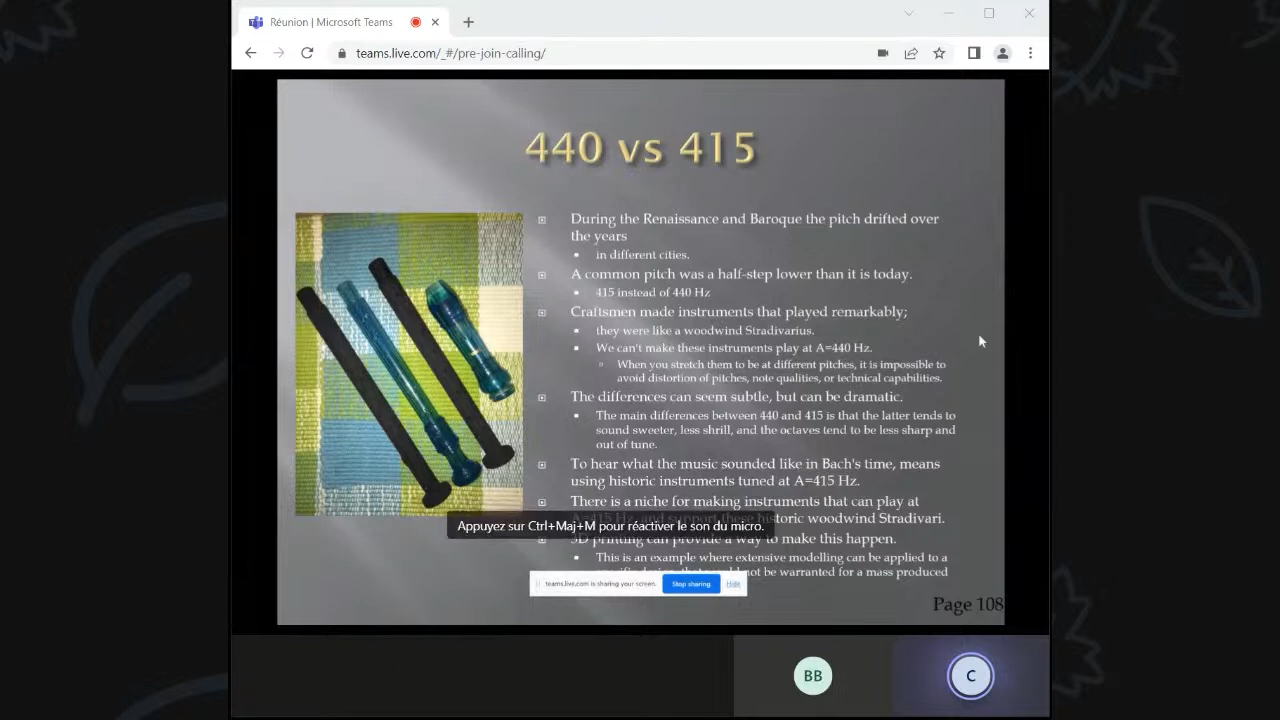 Réunion | Microsoft Teams
teams.live.com/_#/pre-join-calling/
440 vs 415
During the Renaissance and Baroque the pitch drifted over
the years
in different cities.
A common pitch was a half-step lower than it is today.
415 instead of 440 Hz
Craftsmen made instruments that played remarkably;
they were like a woodwind Stradivarius.
We can't make these instruments play at A=440 Hz.
When you stretch them to be at different pitches, it is impossible to
avoid distortion of pitches, note qualities, or technical capabilities.
The differences can seem subtle, but can be dramatic.
The main differences between 440 and 415 is that the latter tends to
sound sweeter, less shrill, and the octaves tend to be less sharp and
out of tune.
To hear what the music sounded like in Bach's time, means
using historic instruments tuned at A=415 Hz.
There is a niche for making instruments that can play at
A=415 Hz, and support these historic woodwind Stradivari.
Appuyez sur Ctrl+Maj+M pour réactiver le son du micro.
3D printing can provide a way to make this happen.
This is an example where extensive modelling can be applied to a
not be warranted for a mass produced
teams.live.com is sharing your screen.
Stop sharing
Hide
Page 108
BB
C